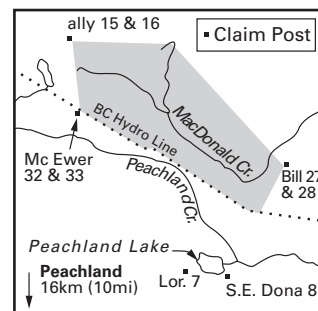 ally 15 & 16
Claim Post
BC Hydro Line
MacDonald Cr.
Mc Ewer
32 & 33
Peachland Cr.
Bill 27
& 28
Peachland Lake
Peachland
16km (10mi)
Lor. 7
S.E. Dona 8